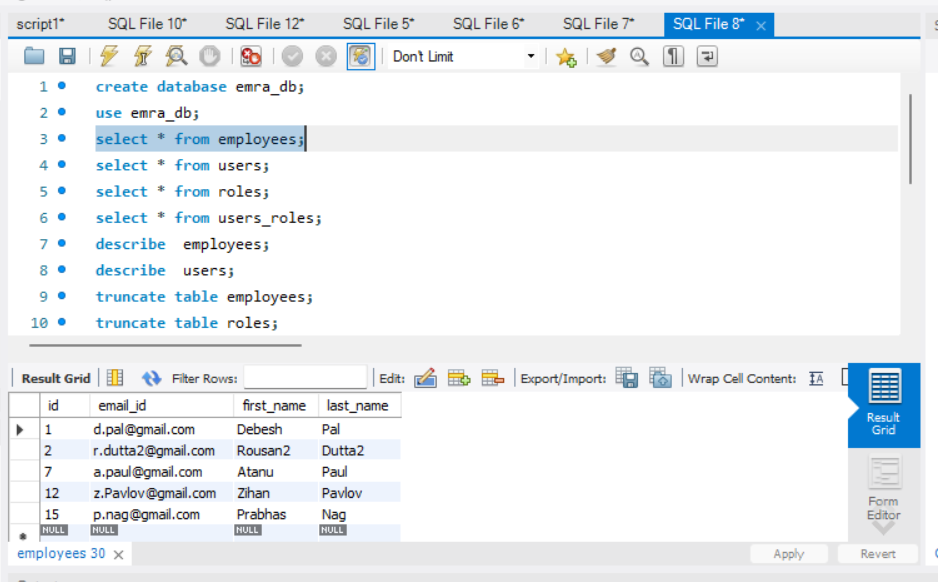 script1* SQL File 10* SQL File 12* SQL File 5* SQL File 6* SQL File 7* SQL File 8*
Don't Limit
1 create database emra_db;
2 use emra_db;
3 select * from employees;
4 select * from users;
5 select * from roles;
6 select * from users_roles;
7 describe  employees;
8 describe  users;
9 truncate table employees;
10 truncate table roles;
Result Grid Filter Rows: Edit: Export/Import: Wrap Cell Content: IA
id email_id first_name last_name
1 d.pal@gmail.com Debesh Pal
2 r.dutta2@gmail.com Rousan2 Dutta2
7 a.paul@gmail.com Atanu Paul
12 z.Pavlov@gmail.com Zihan Pavlov
15 p.nag@gmail.com Prabhas Nag
NULL NULL NULL NULL
Result
Grid
Form
Editor
employees 30 Apply Revert